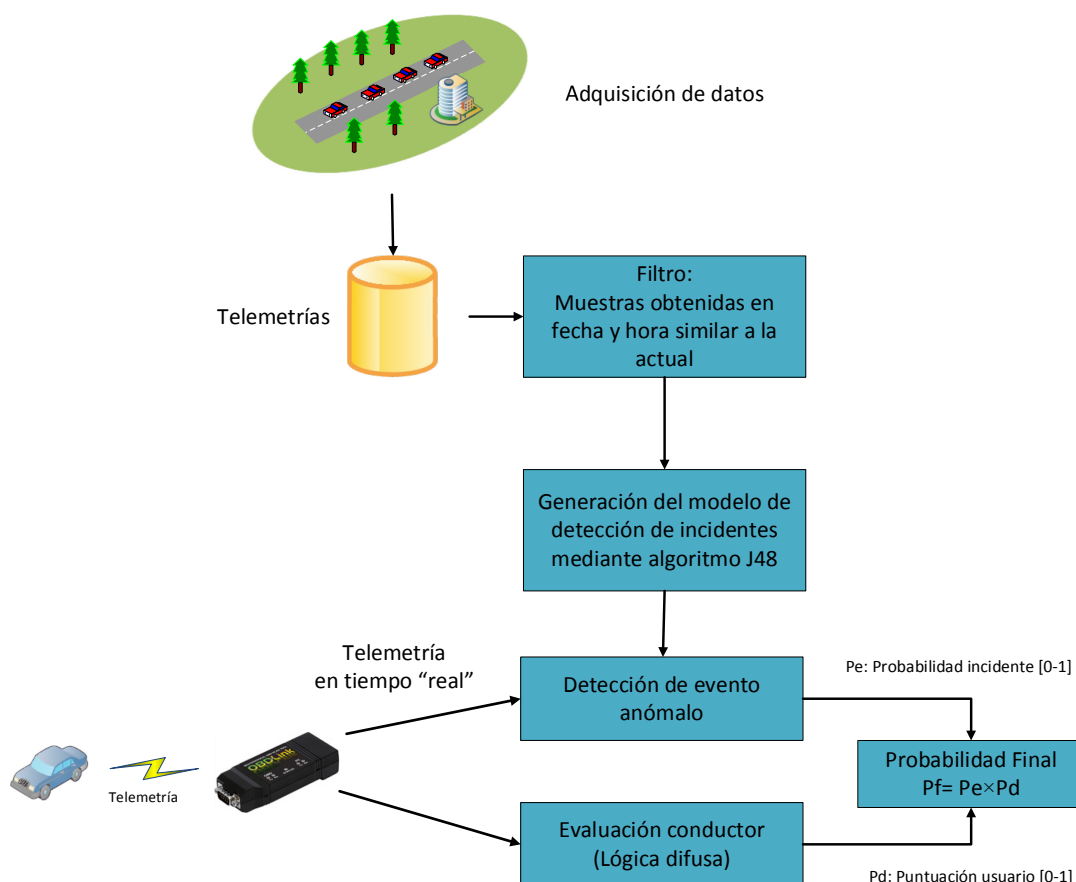 Adquisición de datos
Telemetrías
Filtro:
Muestras obtenidas en
fecha y hora similar a la
actual
Generación del modelo de
detección de incidentes
mediante algoritmo J48
Telemetría
en tiempo “real”
Detección de evento
anómalo
Pe: Probabilidad incidente [0-1]
Telemetría
OBDLink
Probabilidad Final
Pf= Pe×Pd
Evaluación conductor
(Lógica difusa)
Pd: Puntuación usuario [0-1]